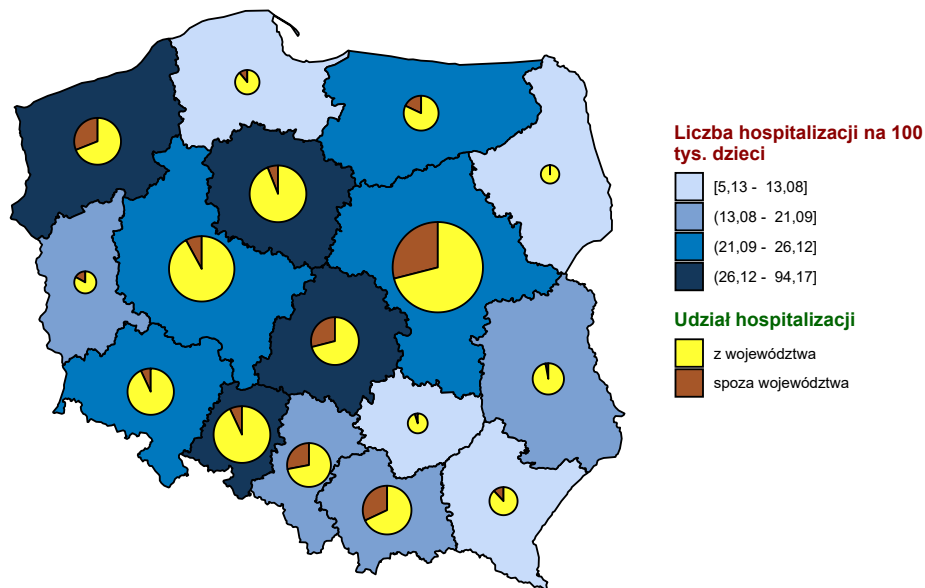 Liczba hospitalizacji na 100
tys. dzieci
[5,13 - 13,08]
(13,08 - 21,09]
(21,09 - 26,12]
(26,12 - 94,17]
Udział hospitalizacji
z województwa
spoza województwa